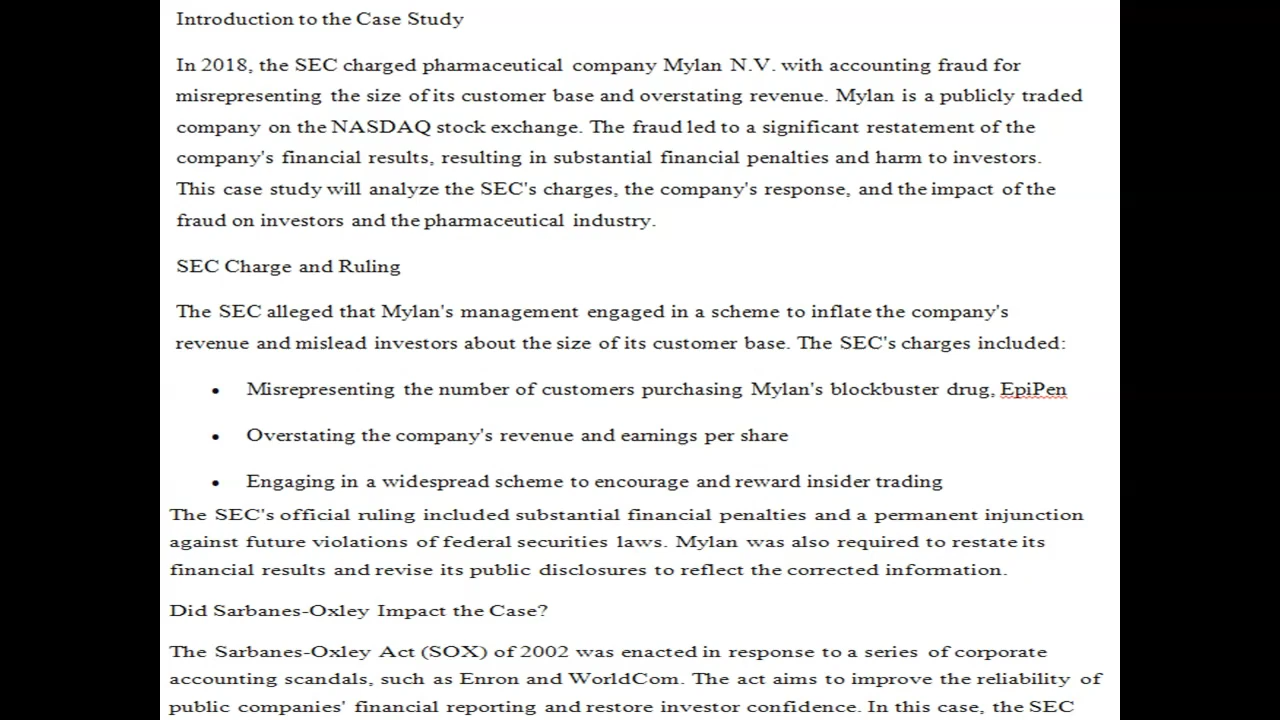 Introduction to the Case Study
In 2018, the SEC charged pharmaceutical company Mylan N.V. with accounting fraud for
misrepresenting the size of its customer base and overstating revenue. Mylan is a publicly traded
company on the NASDAQ stock exchange. The fraud led to a significant restatement of the
company's financial results, resulting in substantial financial penalties and harm to investors.
This case study will analyze the SEC's charges, the company's response, and the impact of the
fraud on investors and the pharmaceutical industry.
SEC Charge and Ruling
The SEC alleged that Mylan's management engaged in a scheme to inflate the company's
revenue and mislead investors about the size of its customer base. The SEC's charges included:
• Misrepresenting the number of customers purchasing Mylan's blockbuster drug, EpiPen
• Overstating the company's revenue and earnings per share
• Engaging in a widespread scheme to encourage and reward insider trading
The SEC's official ruling included substantial financial penalties and a permanent injunction
against future violations of federal securities laws. Mylan was also required to restate its
financial results and revise its public disclosures to reflect the corrected information.
Did Sarbanes-Oxley Impact the Case?
The Sarbanes-Oxley Act (SOX) of 2002 was enacted in response to a series of corporate
accounting scandals, such as Enron and WorldCom. The act aims to improve the reliability of
public companies' financial reporting and restore investor confidence. In this case, the SEC